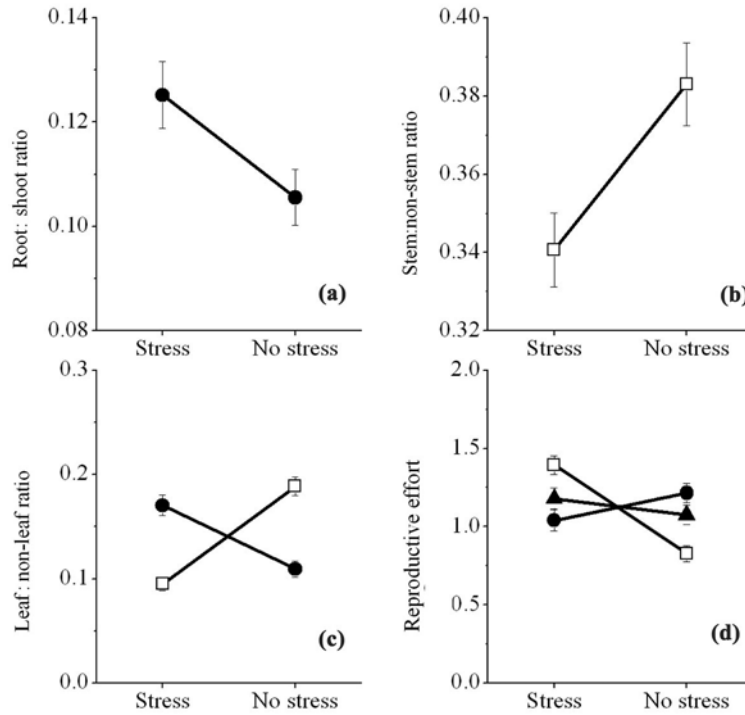 0.14
0.12
0.10
0.08
Root: shoot ratio
Stress
No stress
(a)
0.40
0.38
0.36
0.34
0.32
Stem:non-stem ratio
Stress
No stress
(b)
0.3
0.2
0.1
0.0
Leaf: non-leaf ratio
Stress
No stress
(c)
2.0
1.5
1.0
0.5
0.0
Reproductive effort
Stress
No stress
(d)